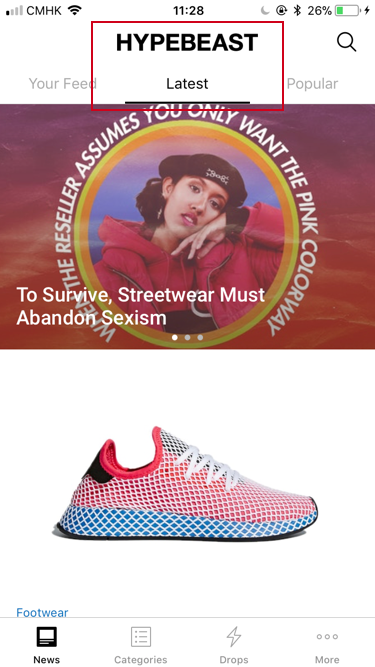 CMHK 11:28 26%
HYPEBEAST
Your Feed Latest Popular
WHEN THE RESELLER ASSUMES YOU ONLY WANT THE PINK COLORWAY
To Survive, Streetwear Must
Abandon Sexism
Footwear
News Categories Drops More